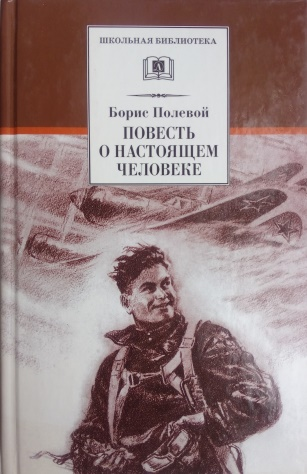 ШКОЛЬНАЯ БИБЛИОТЕКА
Борис Полевой
ПОВЕСТЬ
О НАСТОЯЩЕМ
ЧЕЛОВЕКЕ